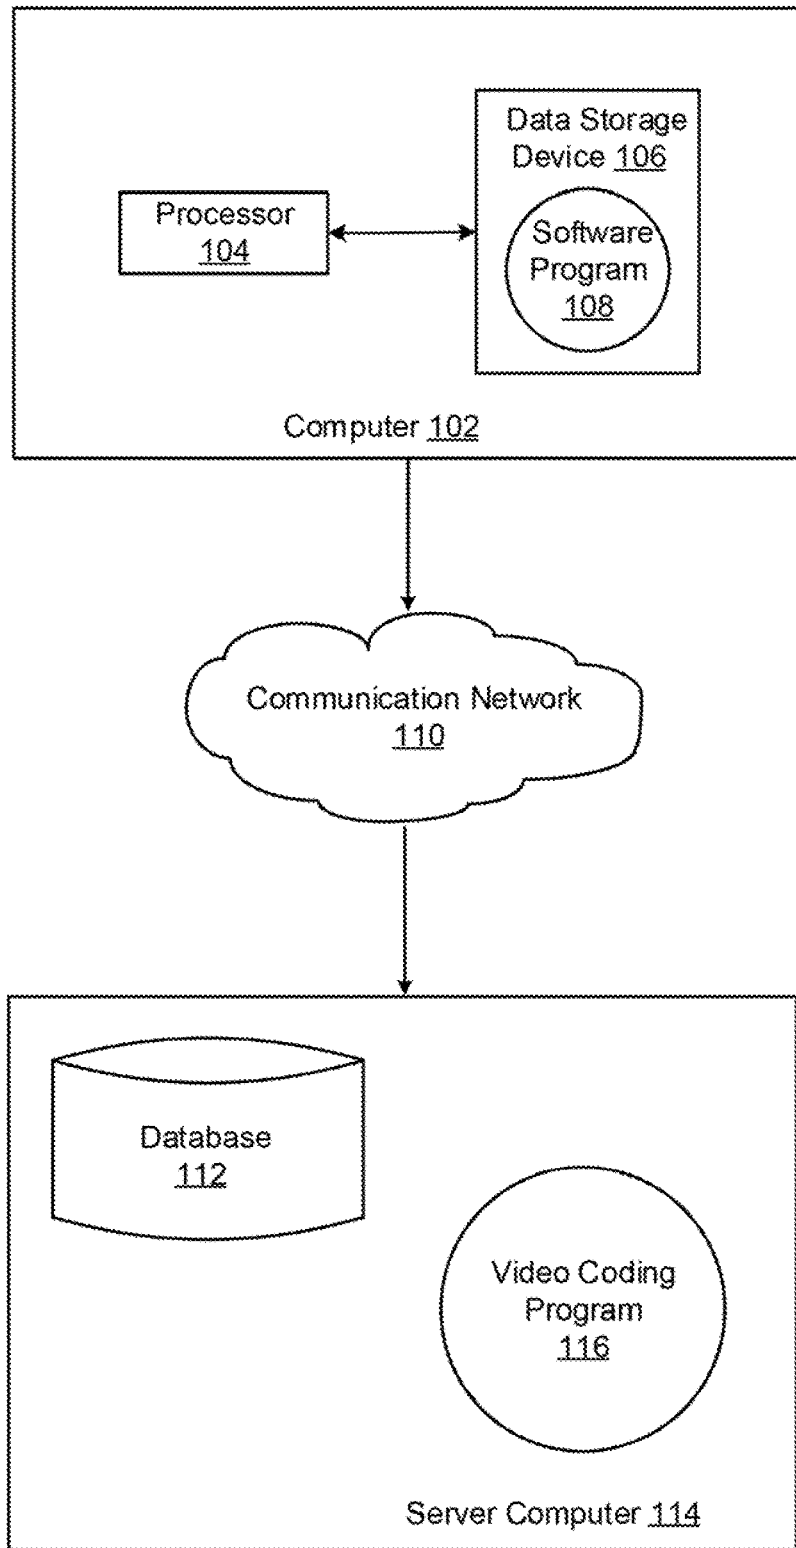 Data Storage
Device 106
Processor
104
Software
Program
108
Computer 102
Communication Network
110
Database
112
Video Coding
Program
116
Server Computer 114